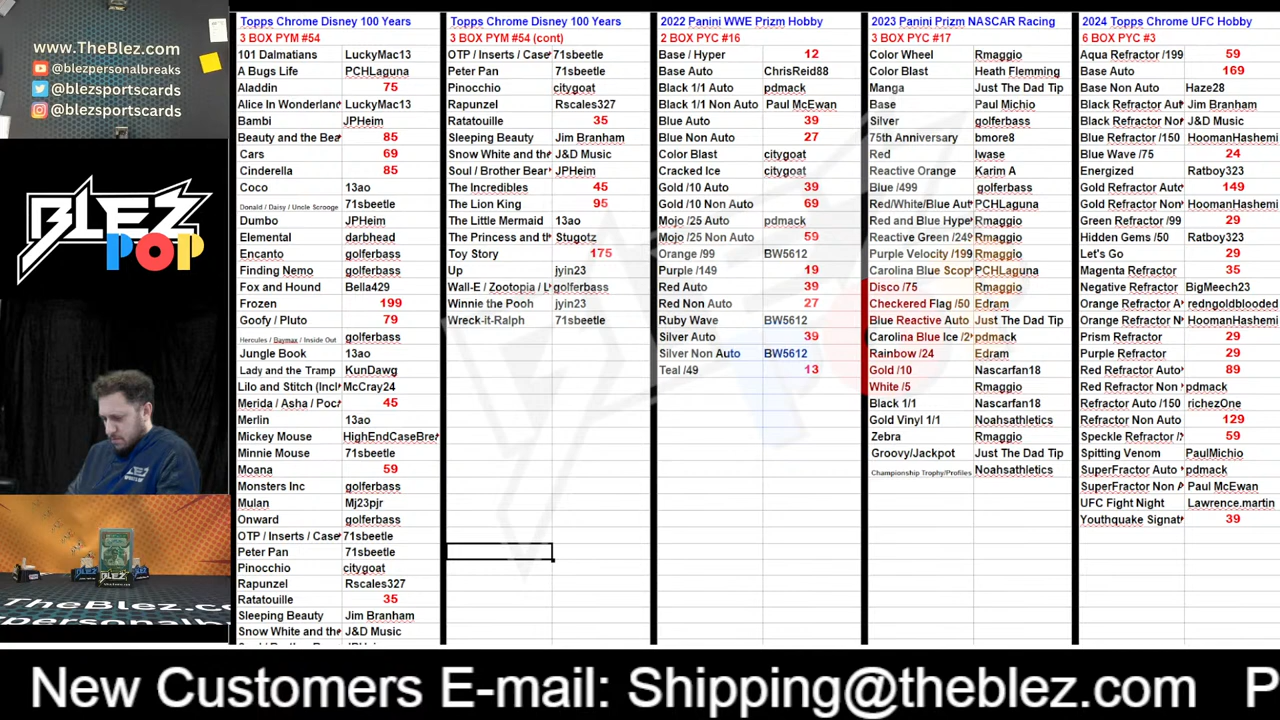 www.TheBlez.com
@blezpersonalbreaks
@blezsportscards
BLEZ
POP
BLEZ
Topps Chrome Disney 100 Years
3 BOX PYM #54
101 Dalmatians LuckyMac13
A Bugs Life PCHLaguna
Aladdin 75
Alice In Wonderlan LuckyMac13
Bambi JPHeim
Beauty and the Bea 85
Cars 69
Cinderella 85
Coco 13ao
Donald / Daisy / Uncle Scrooge 71sbeetle
Dumbo JPHeim
Elemental darbhead
Encanto golferbass
Finding Nemo golferbass
Fox and Hound Bella429
Frozen 199
Goofy / Pluto 79
Hercules / Baymax / Inside Out golferbass
Jungle Book 13ao
Lady and the Tramp KunDawg
Lilo and Stitch (Incl McCray24
Merida / Asha / Poc 45
Merlin 13ao
Mickey Mouse HighEndCaseBre
Minnie Mouse 71sbeetle
Moana 59
Monsters Inc golferbass
Mulan Mj23pjr
Onward golferbass
OTP / Inserts / Case 71sbeetle
Peter Pan 71sbeetle
Pinocchio citygoat
Rapunzel Rscales327
Ratatouille 35
Sleeping Beauty Jim Branham
Snow White and the J&D Music
Topps Chrome Disney 100 Years
3 BOX PYM #54 (cont)
OTP / Inserts / Case 71sbeetle
Peter Pan 71sbeetle
Pinocchio citygoat
Rapunzel Rscales327
Ratatouille 35
Sleeping Beauty Jim Branham
Snow White and the J&D Music
Soul / Brother Bear JPHeim
The Incredibles 45
The Lion King 95
The Little Mermaid 13ao
The Princess and th Stugotz
Toy Story 175
Up jyin23
Wall-E / Zootopia / L golferbass
Winnie the Pooh jyin23
Wreck-it-Ralph 71sbeetle
2022 Panini WWE Prizm Hobby
2 BOX PYC #16
Base / Hyper 12
Base Auto ChrisReid88
Black 1/1 Auto pdmack
Black 1/1 Non Auto Paul McEwan
Blue Auto 39
Blue Non Auto 27
Color Blast citygoat
Cracked Ice citygoat
Gold /10 Auto 39
Gold /10 Non Auto 69
Mojo /25 Auto pdmack
Mojo /25 Non Auto 59
Orange /99 BW5612
Purple /149 19
Red Auto 39
Red Non Auto 27
Ruby Wave BW5612
Silver Auto 39
Silver Non Auto BW5612
Teal /49 13
2023 Panini Prizm NASCAR Racing
3 BOX PYC #17
Color Wheel Rmaggio
Color Blast Heath Flemming
Manga Just The Dad Tip
Base Paul Michio
Silver golferbass
75th Anniversary bmore8
Red Iwase
Reactive Orange Karim A
Blue /499 golferbass
Red/White/Blue Aut PCHLaguna
Red and Blue Hype Rmaggio
Reactive Green /249 Rmaggio
Purple Velocity /199 Rmaggio
Carolina Blue Scop PCHLaguna
Disco /75 Rmaggio
Checkered Flag /50 Edram
Blue Reactive Auto Just The Dad Tip
Carolina Blue Ice /2 pdmack
Rainbow /24 Edram
Gold /10 Nascarfan18
White /5 Rmaggio
Black 1/1 Nascarfan18
Gold Vinyl 1/1 Noahsathletics
Zebra Rmaggio
Groovy/Jackpot Just The Dad Tip
Championship Trophy/Profiles Noahsathletics
2024 Topps Chrome UFC Hobby
6 BOX PYC #3
Aqua Refractor /199 59
Base Auto 169
Base Non Auto Haze28
Black Refractor Aut Jim Branham
Black Refractor Nor J&D Music
Blue Refractor /150 HoomanHashemi
Blue Wave /75 24
Energized Ratboy323
Gold Refractor Auto 149
Gold Refractor Non HoomanHashemi
Green Refractor /99 29
Hidden Gems /50 Ratboy323
Let's Go 29
Magenta Refractor 35
Negative Refractor BigMeech23
Orange Refractor A redngoldblooded
Orange Refractor N HoomanHashemi
Prism Refractor 29
Purple Refractor 29
Red Refractor Auto 89
Red Refractor Non pdmack
Refractor /150 richezOne
Refractor Non Auto 129
Speckle Refractor /2 59
Spitting Venom PaulMichio
SuperFractor Auto pdmack
SuperFractor Non A Paul McEwan
UFC Fight Night Lawrence.martin
Youthquake Signat 39
New Customers E-mail: Shipping@theblez.com P